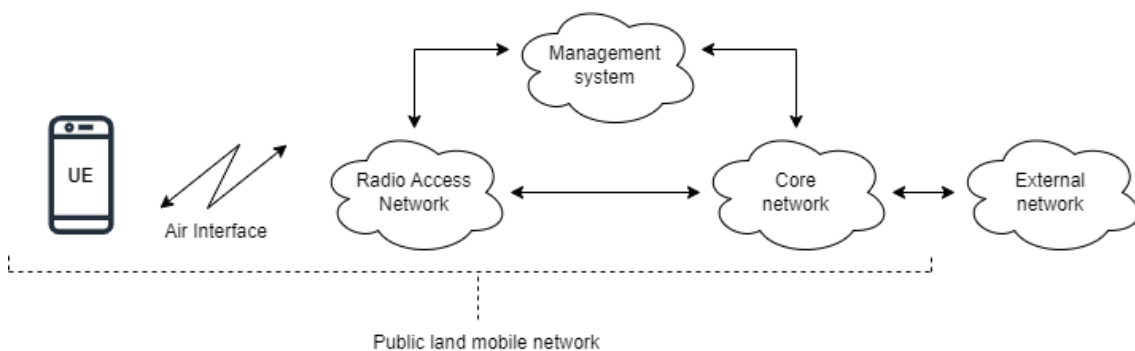 Management
system
UE
Radio Access
Network
Core
network
External
network
Air Interface
Public land mobile network